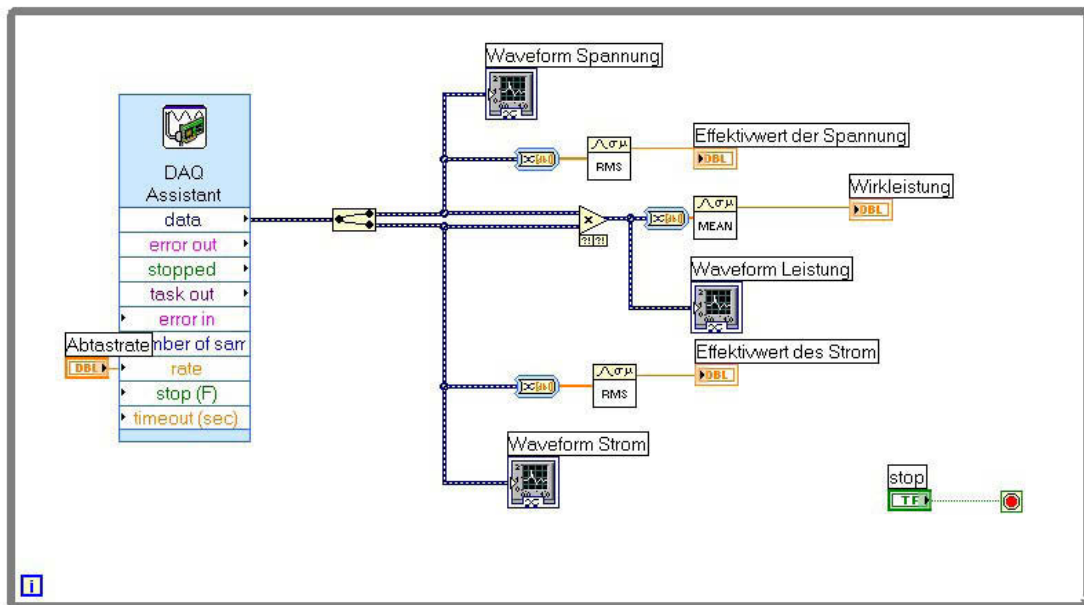 Waveform Spannung
DAQ
Assistant
data
error out
stopped
task out
error in
mber of sam
Abtastrate
DBL
rate
stop (F)
timeout (sec)
RMS
Effektivwert der Spannung
DBL
MEAN
Wirkleistung
DBL
Waveform Leistung
RMS
Effektivwert des Strom
DBL
Waveform Strom
stop
TF
i